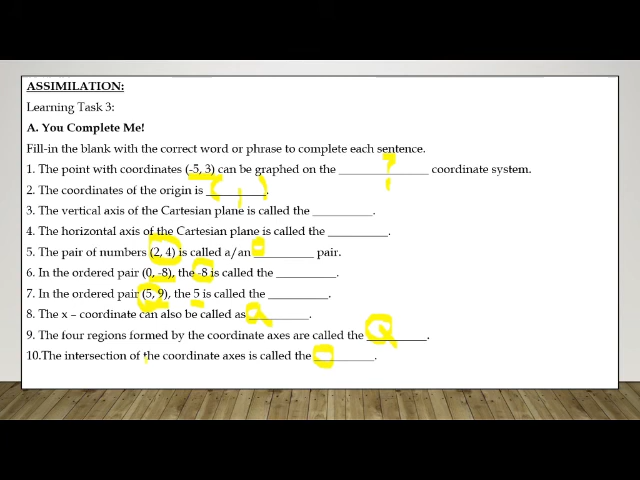 ASSIMILATION:
Learning Task 3:
A. You Complete Me!
Fill-in the blank with the correct word or phrase to complete each sentence.
1. The point with coordinates (-5, 3) can be graphed on the ? coordinate system.
2. The coordinates of the origin is ( , ).
3. The vertical axis of the Cartesian plane is called the __________.
4. The horizontal axis of the Cartesian plane is called the __________.
5. The pair of numbers (2, 4) is called a/an o__________ pair.
6. In the ordered pair (0, -8), the -8 is called the __________.
7. In the ordered pair (5, 9), the 5 is called the __________.
8. The x – coordinate can also be called as a__________.
9. The four regions formed by the coordinate axes are called the Q__________.
10.The intersection of the coordinate axes is called the O__________.